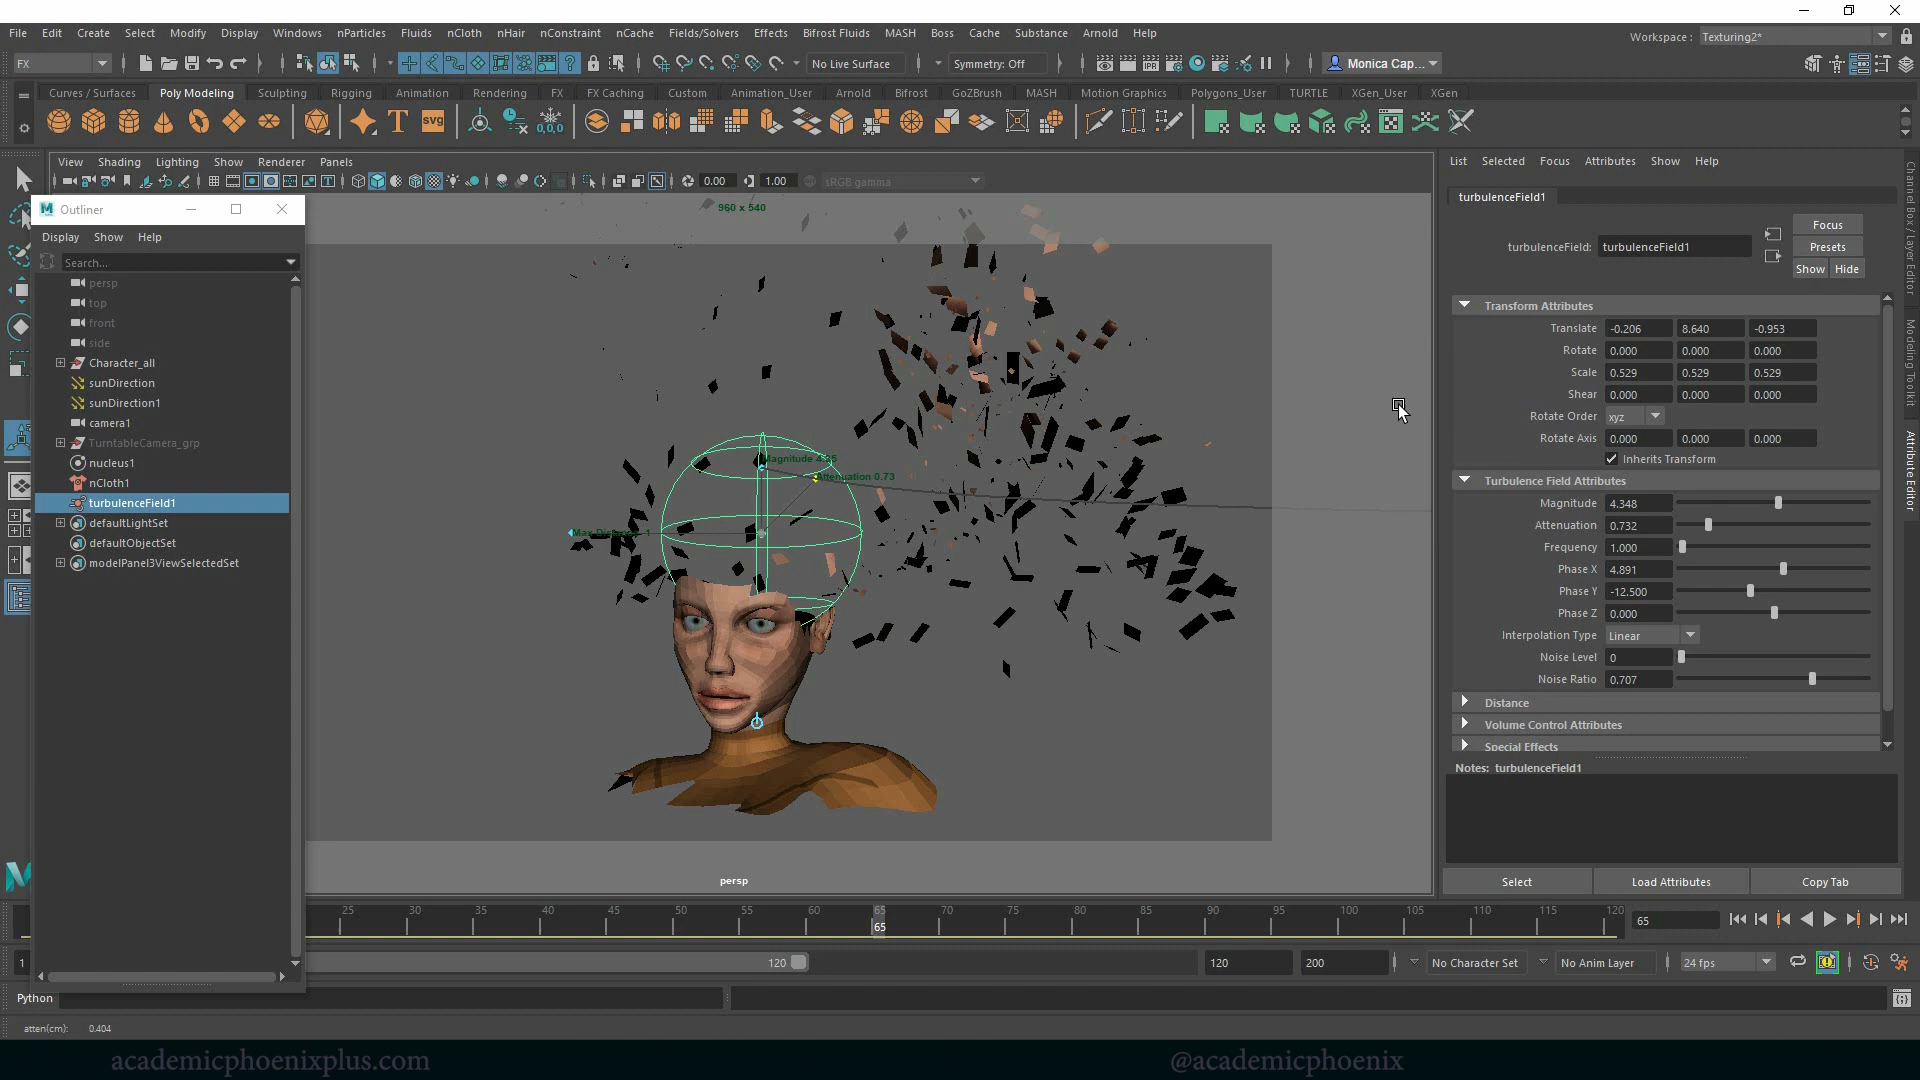 File Edit Create Select Modify Display Windows nParticles Fluids nCloth nHair nConstraint nCache Fields/Solvers Effects Bifrost Fluids MASH Boss Cache Substance Arnold Help
Workspace : Texturing2*
FX No Live Surface Symmetry: Off Monica Cap...
Curves / Surfaces Poly Modeling Sculpting Rigging Animation Rendering FX FX Caching Custom Animation_User Arnold Bifrost GoZBrush MASH Motion Graphics Polygons_User TURTLE XGen_User XGen
View Shading Lighting Show Renderer Panels
0.00 1.00 sRGB gamma
960 x 540
Outliner
Display Show Help
Search...
persp
top
front
side
Character_all
sunDirection
sunDirection1
camera1
TurntableCamera_grp
nucleus1
nCloth1
turbulenceField1
defaultLightSet
defaultObjectSet
modelPanel3ViewSelectedSet
Attenuation 0.73
persp
List Selected Focus Attributes Show Help
turbulenceField1
turbulenceField: turbulenceField1
Focus
Presets
Show Hide
Transform Attributes
Translate -0.206 8.640 -0.953
Rotate 0.000 0.000 0.000
Scale 0.529 0.529 0.529
Shear 0.000 0.000 0.000
Rotate Order xyz
Rotate Axis 0.000 0.000 0.000
Inherits Transform
Turbulence Field Attributes
Magnitude 4.348
Attenuation 0.732
Frequency 1.000
Phase X 4.891
Phase Y -12.500
Phase Z 0.000
Interpolation Type Linear
Noise Level 0
Noise Ratio 0.707
Distance
Volume Control Attributes
Special Effects
Notes: turbulenceField1
Select Load Attributes Copy Tab
Channel Box / Layer Editor
Modeling Toolkit
Attribute Editor
25 30 35 40 45 50 55 60 65 70 75 80 85 90 95 100 105 110 115 120
65
65
1 120 120 200 No Character Set No Anim Layer 24 fps
Python
atten(cm): 0.404
academicphoenixplus.com
@academicphoenix